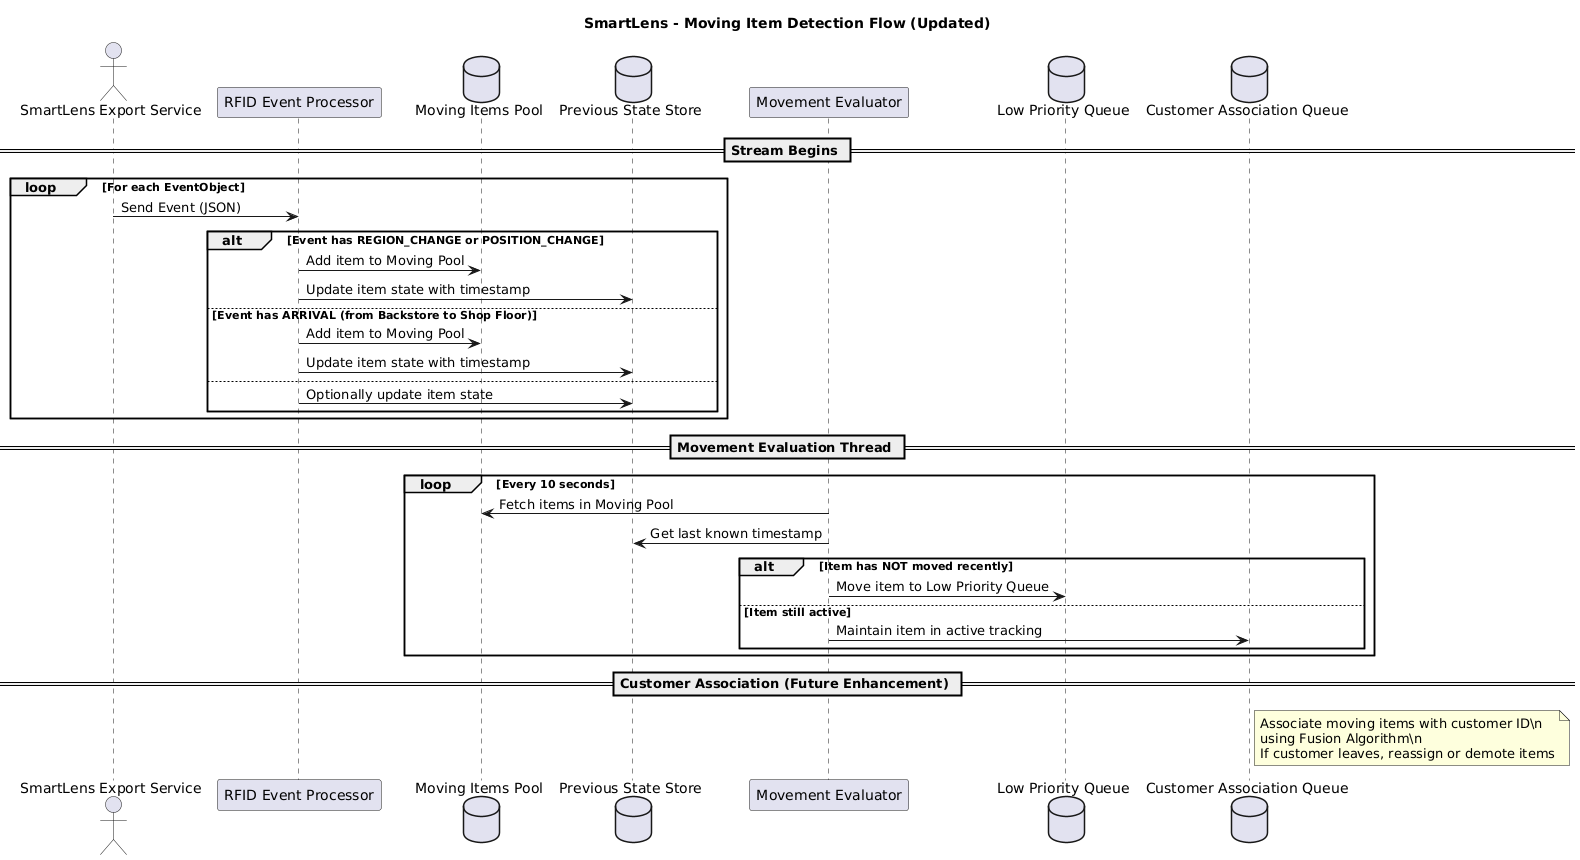 SmartLens - Moving Item Detection Flow (Updated)
SmartLens Export Service
RFID Event Processor
Moving Items Pool
Previous State Store
Movement Evaluator
Low Priority Queue
Customer Association Queue
Stream Begins
loop [For each EventObject]
Send Event (JSON)
alt [Event has REGION_CHANGE or POSITION_CHANGE]
Add item to Moving Pool
Update item state with timestamp
[Event has ARRIVAL (from Backstore to Shop Floor)]
Add item to Moving Pool
Update item state with timestamp
Optionally update item state
Movement Evaluation Thread
loop [Every 10 seconds]
Fetch items in Moving Pool
Get last known timestamp
alt [Item has NOT moved recently]
Move item to Low Priority Queue
[Item still active]
Maintain item in active tracking
Customer Association (Future Enhancement)
Associate moving items with customer ID\n
using Fusion Algorithm\n
If customer leaves, reassign or demote items
SmartLens Export Service
RFID Event Processor
Moving Items Pool
Previous State Store
Movement Evaluator
Low Priority Queue
Customer Association Queue